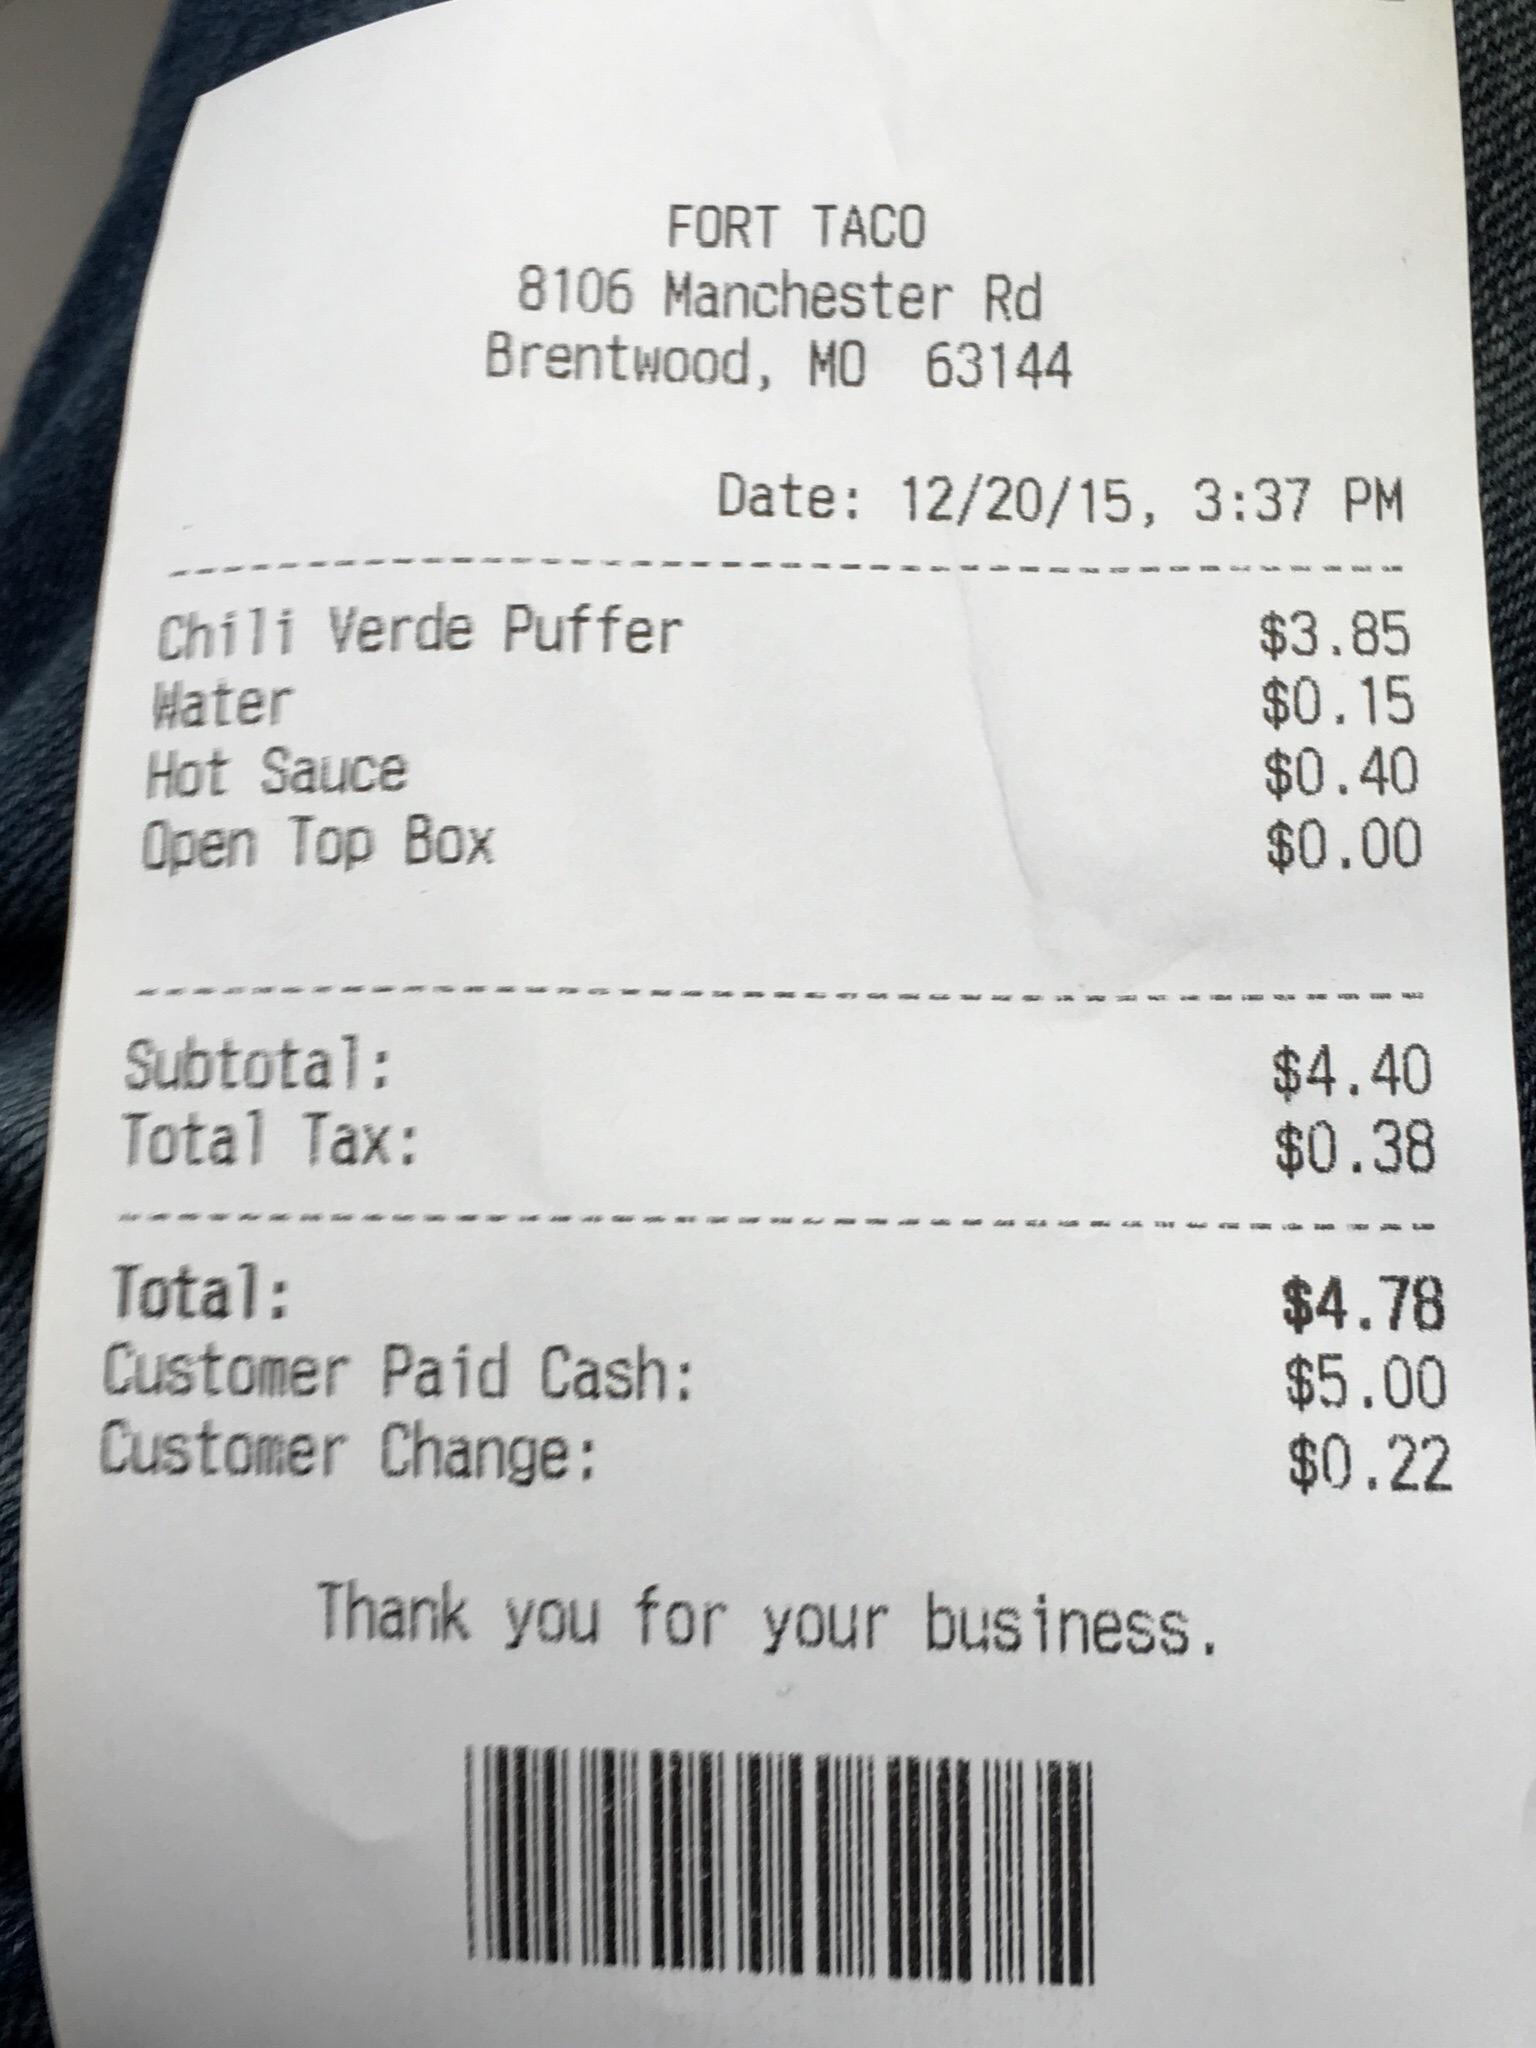 FORT TACO
8106 Manchester Rd
Brentwood, MO 63144
Date: 12/20/15, 3:37 PM
Chili Verde Puffer $3.85
Water $0.15
Hot Sauce $0.40
Open Top Box $0.00
Subtotal: $4.40
Total Tax: $0.38
Total: $4.78
Customer Paid Cash: $5.00
Customer Change: $0.22
Thank you for your business.